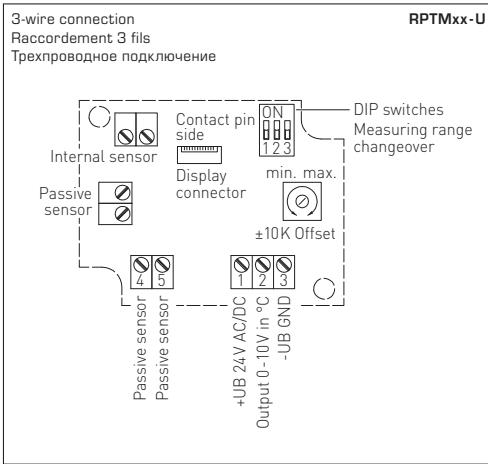 3-wire connection
RPTMxx-U
Raccordement 3 fils
Трехпроводное подключение
Contact pin
side
ON
1 2 3
DIP switches
Measuring range
changeover
Internal sensor
Display
connector
min. max.
Passive
sensor
±10K Offset
4 5
1 2 3
Passive sensor
Passive sensor
+UB 24V AC/DC
Output 0-10V in °C
-UB GND